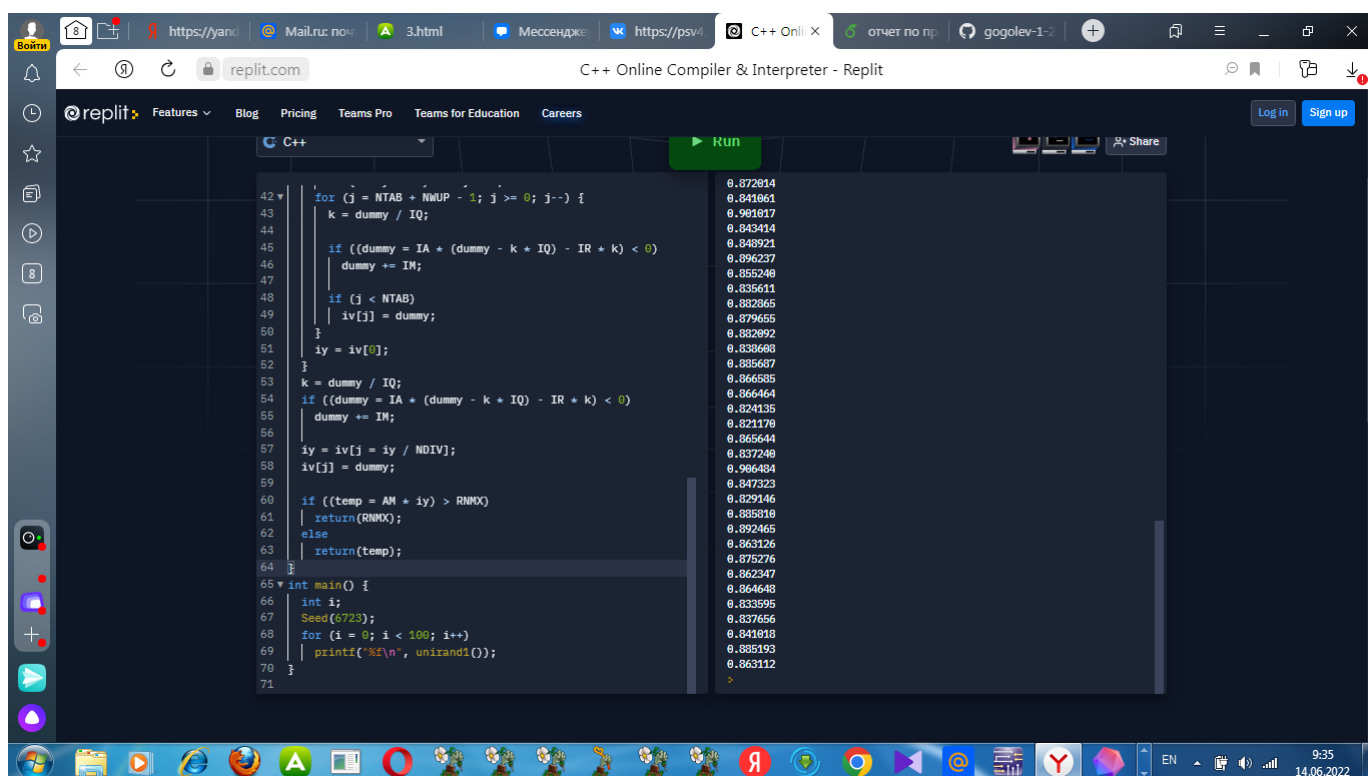 Войти
8
https://yand
Mail.ru: поч
3.html
Мессендже
https://psv4.
C++ Onli
отчет по пр
gogolev-1-2
replit.com
C++ Online Compiler & Interpreter - Replit
replit
Features
Blog
Pricing
Teams Pro
Teams for Education
Careers
Log in
Sign up
C++
Run
Share
42 for (j = NTAB + NWUP - 1; j >= 0; j--) {
43 k = dummy / IQ;
44
45 if ((dummy = IA * (dummy - k * IQ) - IR * k) < 0)
46 dummy += IM;
47
48 if (j < NTAB)
49 iv[j] = dummy;
50 }
51 iy = iv[0];
52 }
53 k = dummy / IQ;
54 if ((dummy = IA * (dummy - k * IQ) - IR * k) < 0)
55 dummy += IM;
56
57 iy = iv[j = iy / NDIV];
58 iv[j] = dummy;
59
60 if ((temp = AM * iy) > RNMX)
61 return(RNMX);
62 else
63 return(temp);
64 }
65 int main() {
66 int i;
67 Seed(6723);
68 for (i = 0; i < 100; i++)
69 printf("%f\n", unirand1());
70 }
71
0.872014
0.841061
0.901017
0.843414
0.848921
0.896237
0.855240
0.835611
0.882865
0.879655
0.882092
0.838608
0.885687
0.866585
0.866464
0.824135
0.821170
0.865644
0.837240
0.906484
0.847323
0.829146
0.885810
0.892465
0.863126
0.875276
0.862347
0.864648
0.833595
0.837656
0.841018
0.885193
0.863112
>
8
EN
9:35
14.06.2022